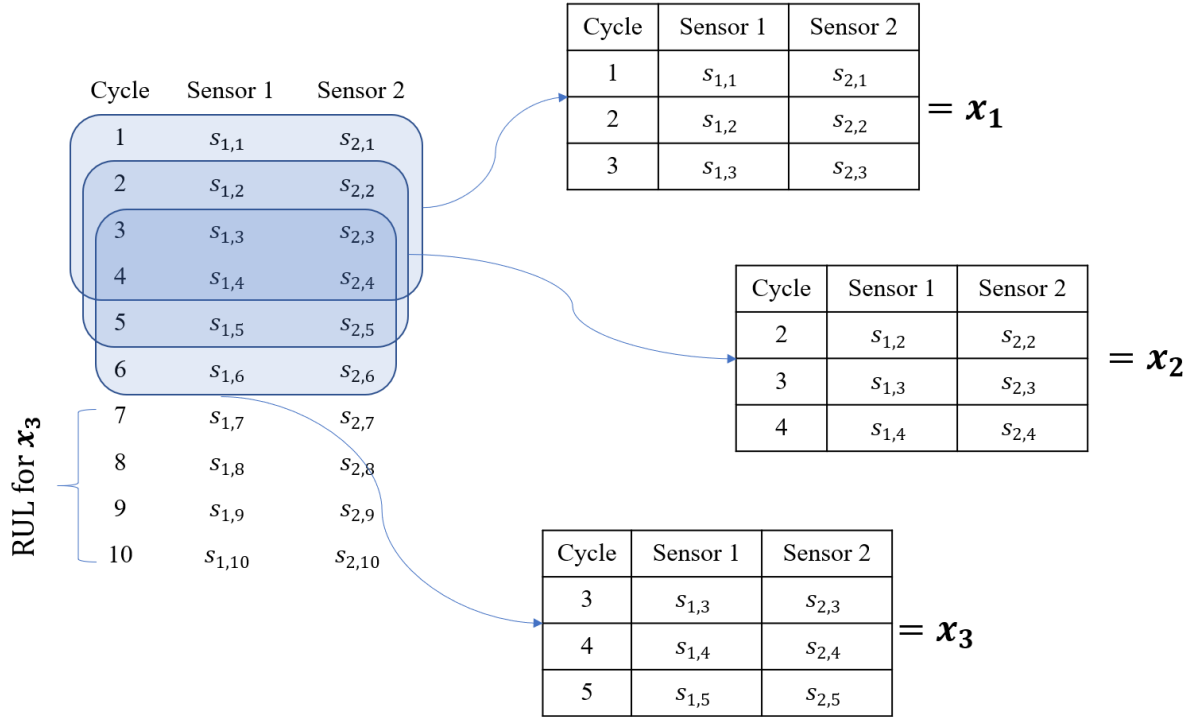 Cycle Sensor 1 Sensor 2
1 s1,1 s2,1
2 s1,2 s2,2
3 s1,3 s2,3
4 s1,4 s2,4
5 s1,5 s2,5
6 s1,6 s2,6
7 s1,7 s2,7
8 s1,8 s2,8
9 s1,9 s2,9
10 s1,10 s2,10
RUL for x3
Cycle Sensor 1 Sensor 2
1 s1,1 s2,1
2 s1,2 s2,2
3 s1,3 s2,3
= x1
Cycle Sensor 1 Sensor 2
2 s1,2 s2,2
3 s1,3 s2,3
4 s1,4 s2,4
= x2
Cycle Sensor 1 Sensor 2
3 s1,3 s2,3
4 s1,4 s2,4
5 s1,5 s2,5
= x3